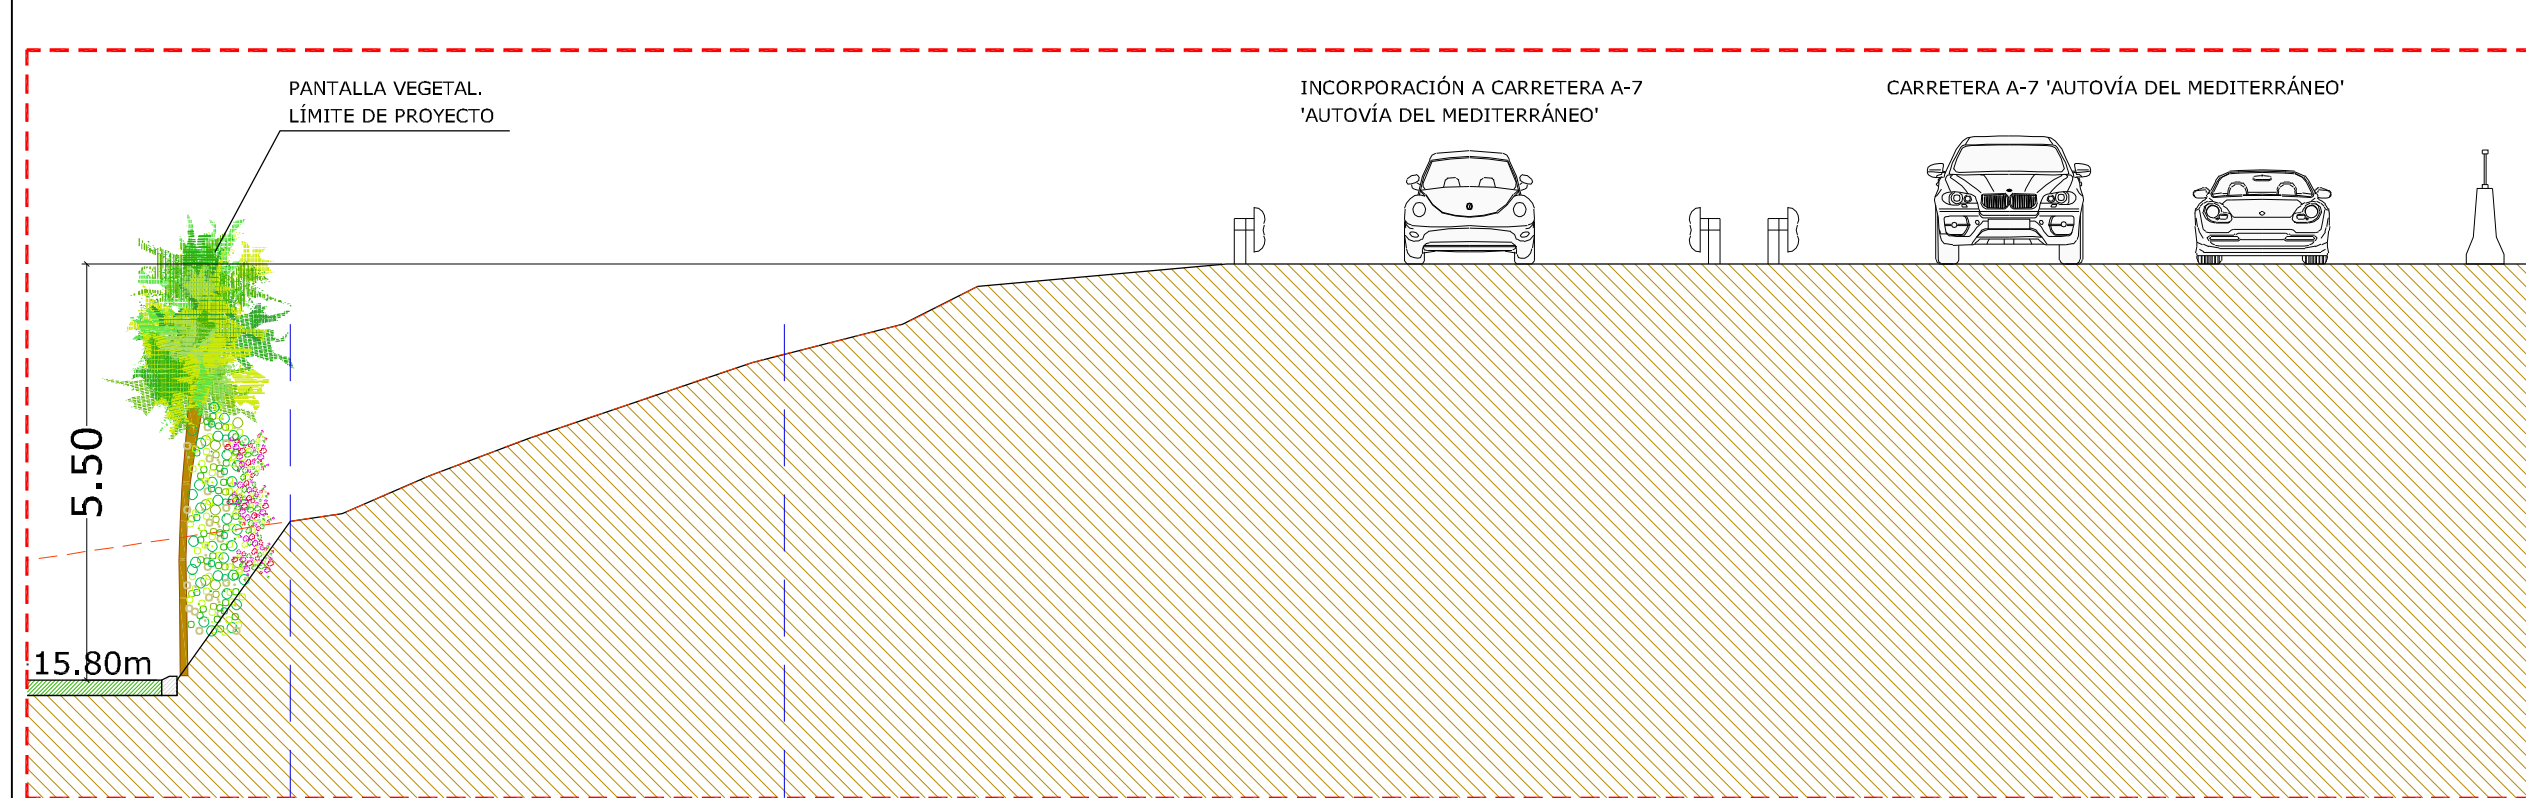 PANTALLA VEGETAL.
LÍMITE DE PROYECTO
INCORPORACIÓN A CARRETERA A-7
'AUTOVÍA DEL MEDITERRÁNEO'
CARRETERA A-7 'AUTOVÍA DEL MEDITERRÁNEO'
5.50
15.80m